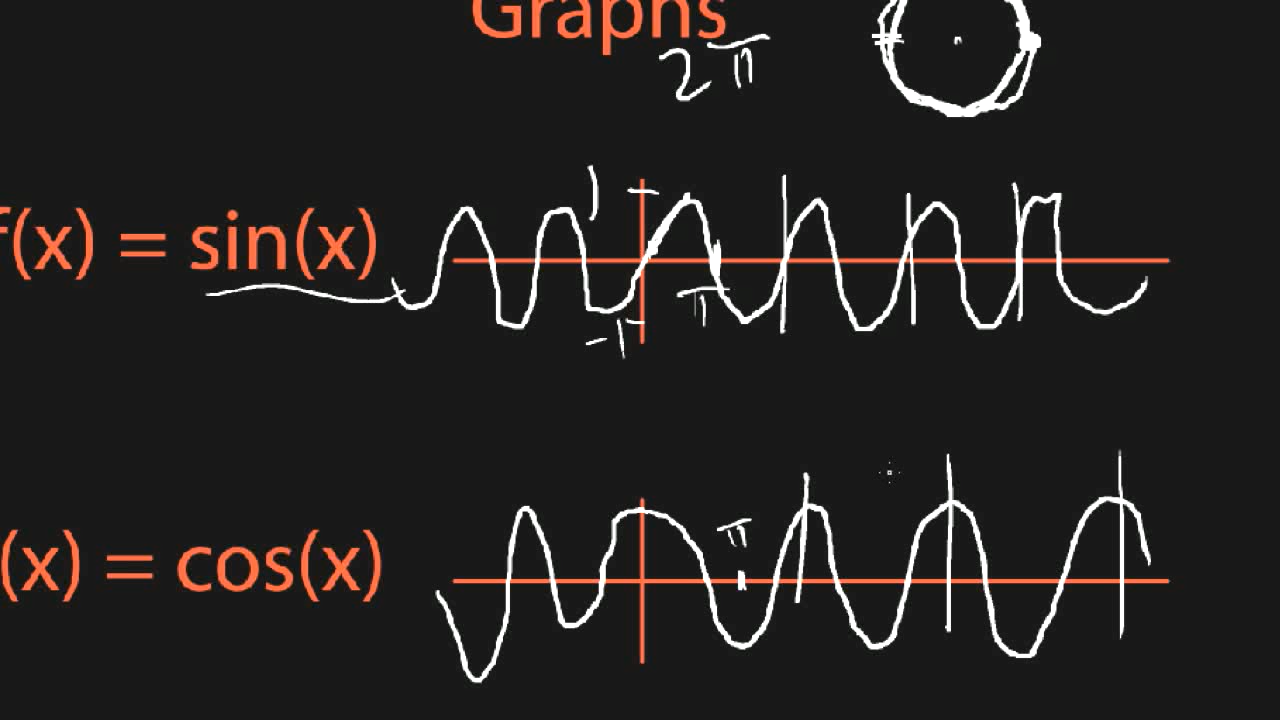 Graphs
2π
1
f(x) = sin(x)
π
-1
π
(x) = cos(x)